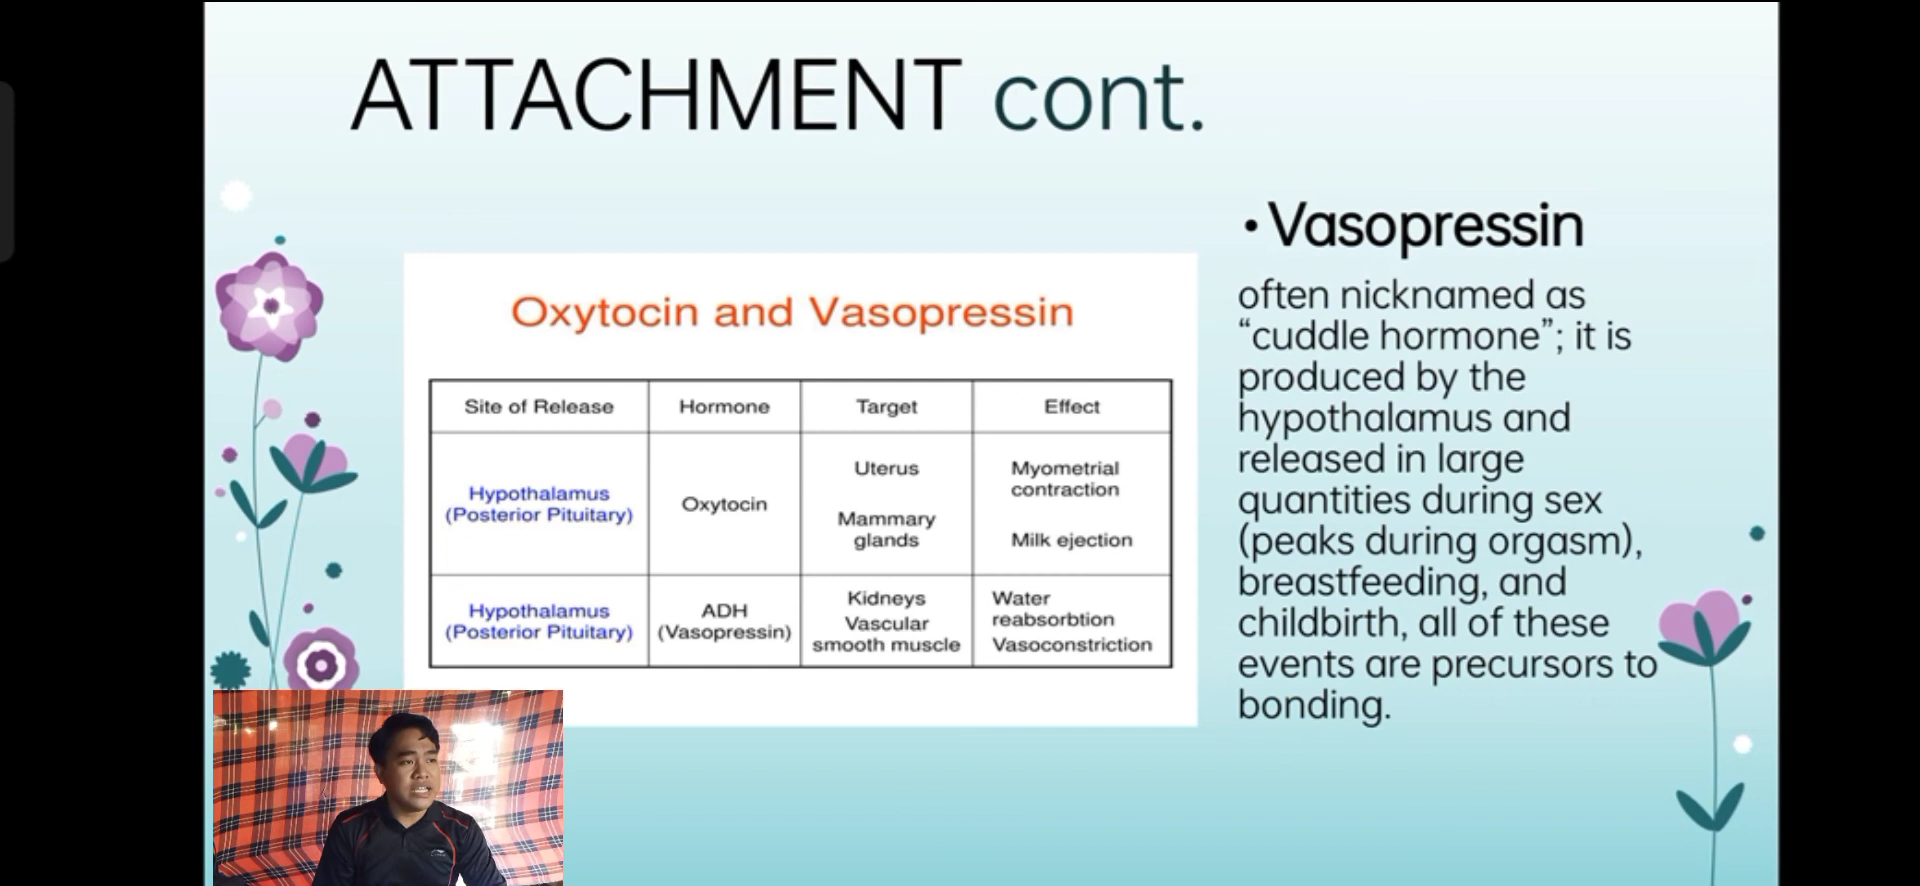 ATTACHMENT cont.
Oxytocin and Vasopressin
Site of Release Hormone Target Effect
Hypothalamus
(Posterior Pituitary)
Oxytocin
Uterus
Mammary
glands
Myometrial
contraction
Milk ejection
Hypothalamus
(Posterior Pituitary)
ADH
(Vasopressin)
Kidneys
Vascular
smooth muscle
Water
reabsorbtion
Vasoconstriction
• Vasopressin
often nicknamed as
“cuddle hormone”; it is
produced by the
hypothalamus and
released in large
quantities during sex
(peaks during orgasm),
breastfeeding, and
childbirth, all of these
events are precursors to
bonding.